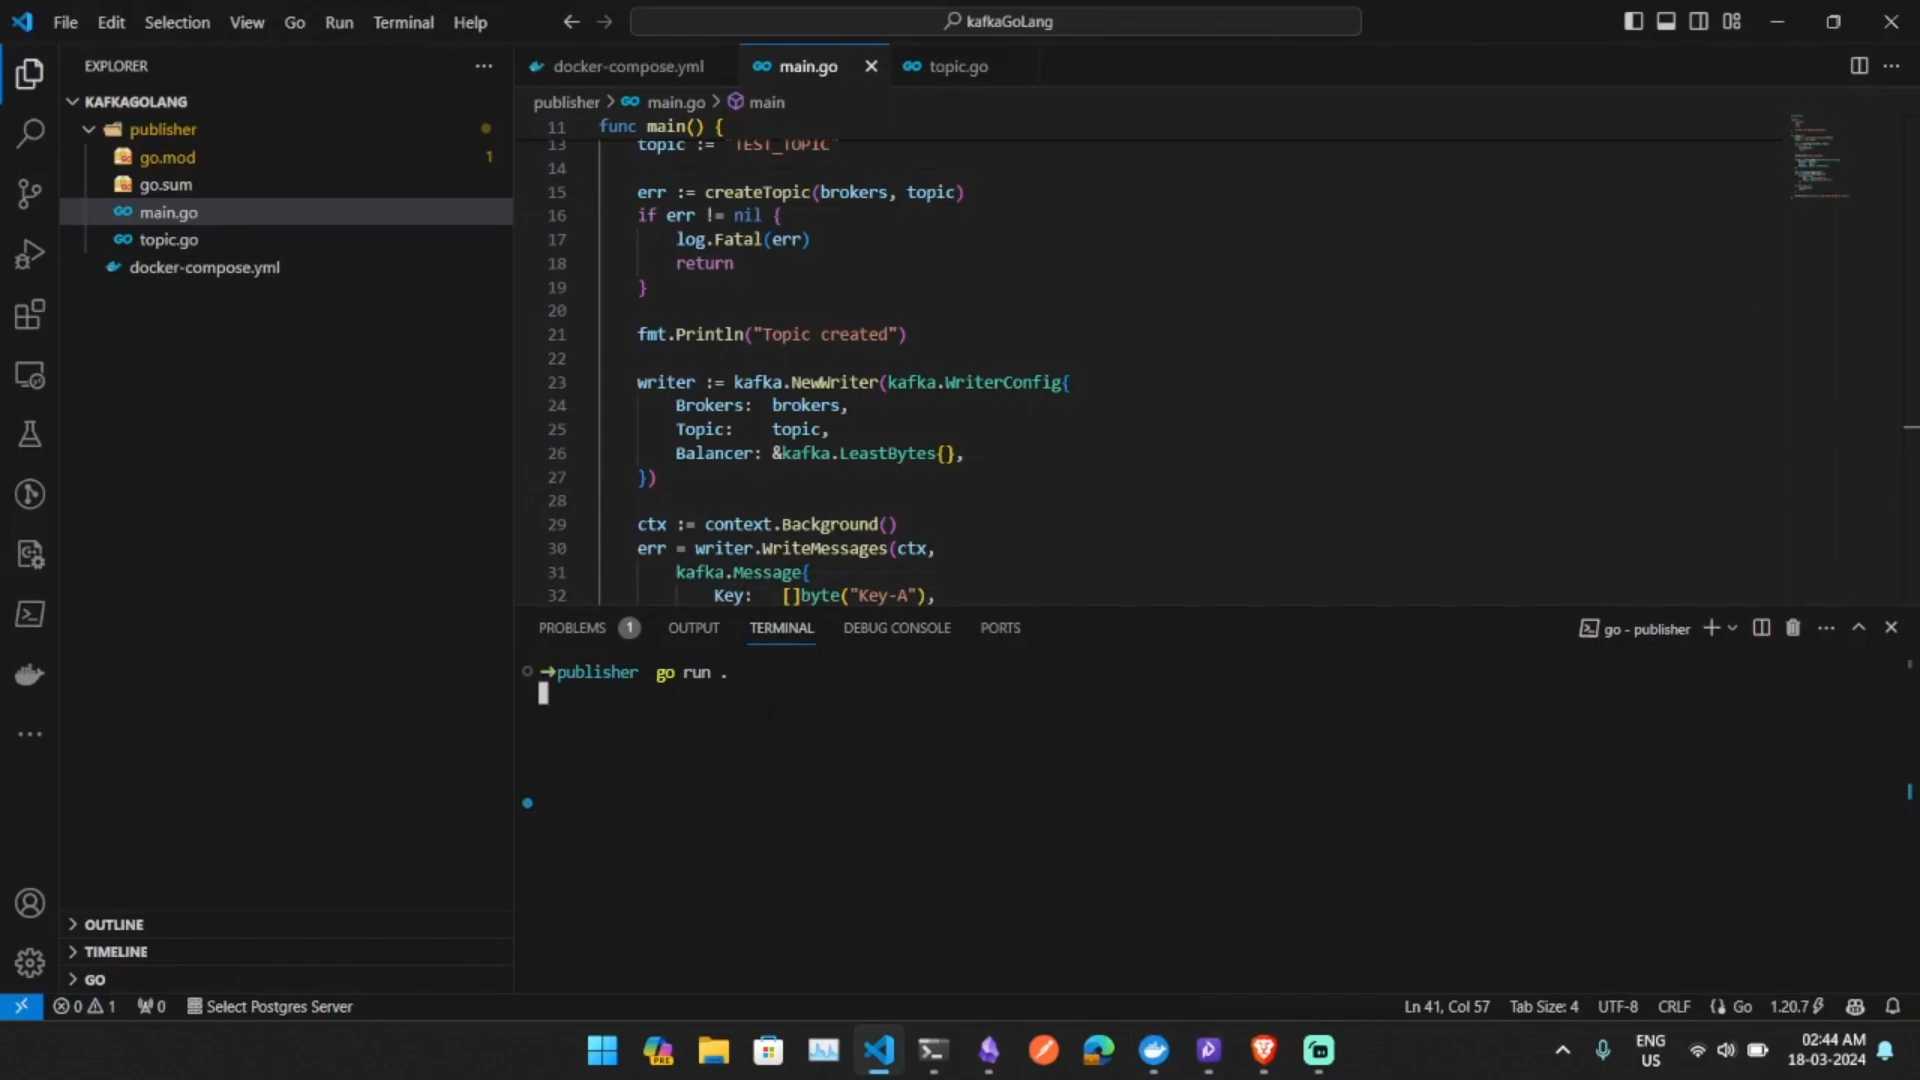 File Edit Selection View Go Run Terminal Help
kafkaGoLang
EXPLORER
KAFKAGOLANG
publisher
go.mod 1
go.sum
main.go
topic.go
docker-compose.yml
OUTLINE
TIMELINE
GO
docker-compose.yml main.go topic.go
publisher > main.go > main
11 func main() {
13 topic := "TEST_TOPIC"
14
15 err := createTopic(brokers, topic)
16 if err != nil {
17 log.Fatal(err)
18 return
19 }
20
21 fmt.Println("Topic created")
22
23 writer := kafka.NewWriter(kafka.WriterConfig{
24 Brokers: brokers,
25 Topic: topic,
26 Balancer: &kafka.LeastBytes{},
27 })
28
29 ctx := context.Background()
30 err = writer.WriteMessages(ctx,
31 kafka.Message{
32 Key: []byte("Key-A"),
PROBLEMS 1 OUTPUT TERMINAL DEBUG CONSOLE PORTS
go - publisher
publisher go run .
0 1 0 Select Postgres Server
Ln 41, Col 57 Tab Size: 4 UTF-8 CRLF Go 1.20.7
PRE
ENG
US
02:44 AM
18-03-2024